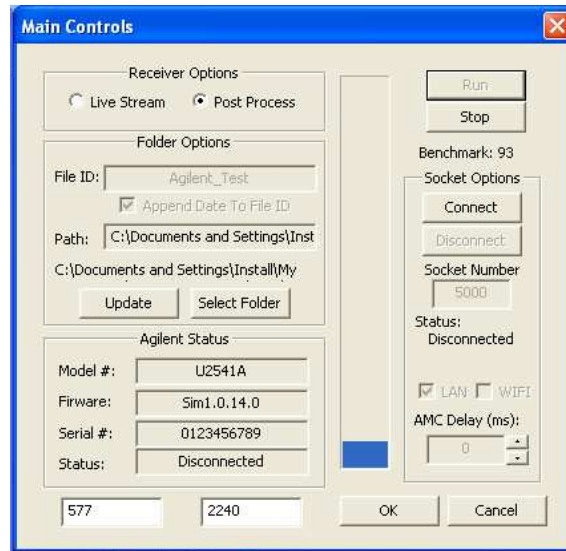 Main Controls
Receiver Options
Live Stream
Post Process
Folder Options
File ID:
Agilent_Test
Append Date To File ID
Path:
C:\Documents and Settings\Inst
C:\Documents and Settings\Install\My
Update
Select Folder
Agilent Status
Model #:
U2541A
Firware:
Sim1.0.14.0
Serial #:
0123456789
Status:
Disconnected
577
2240
Run
Stop
Benchmark: 93
Socket Options
Connect
Disconnect
Socket Number
5000
Status:
Disconnected
LAN
WIFI
AMC Delay (ms):
0
OK
Cancel